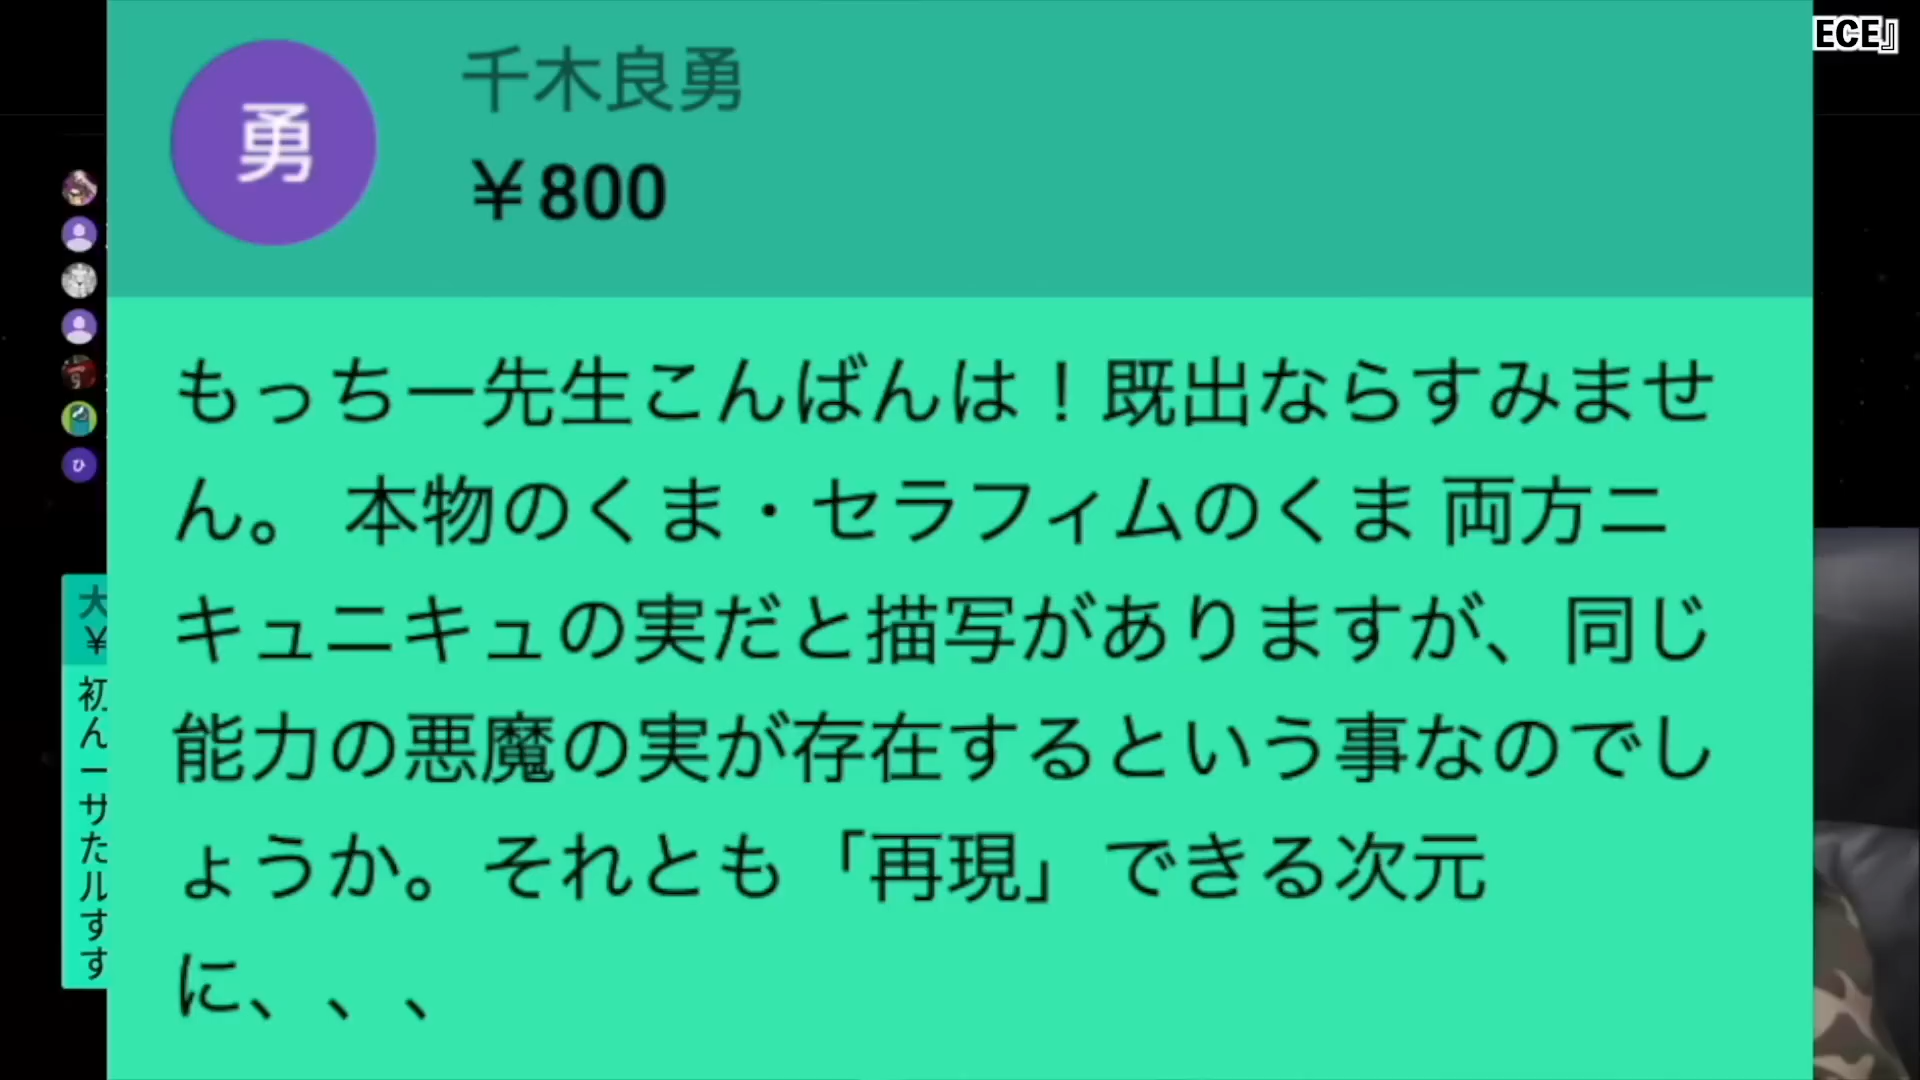 ECE』
勇
千木良勇
￥800
もっちー先生こんばんは！既出ならすみませ
ん。 本物のくま・セラフィムのくま 両方ニ
キュニキュの実だと描写がありますが、同じ
能力の悪魔の実が存在するという事なのでし
ょうか。それとも「再現」できる次元
に、、、
ひ
大
￥
初
ん
ー
サ
た
ル
す
す